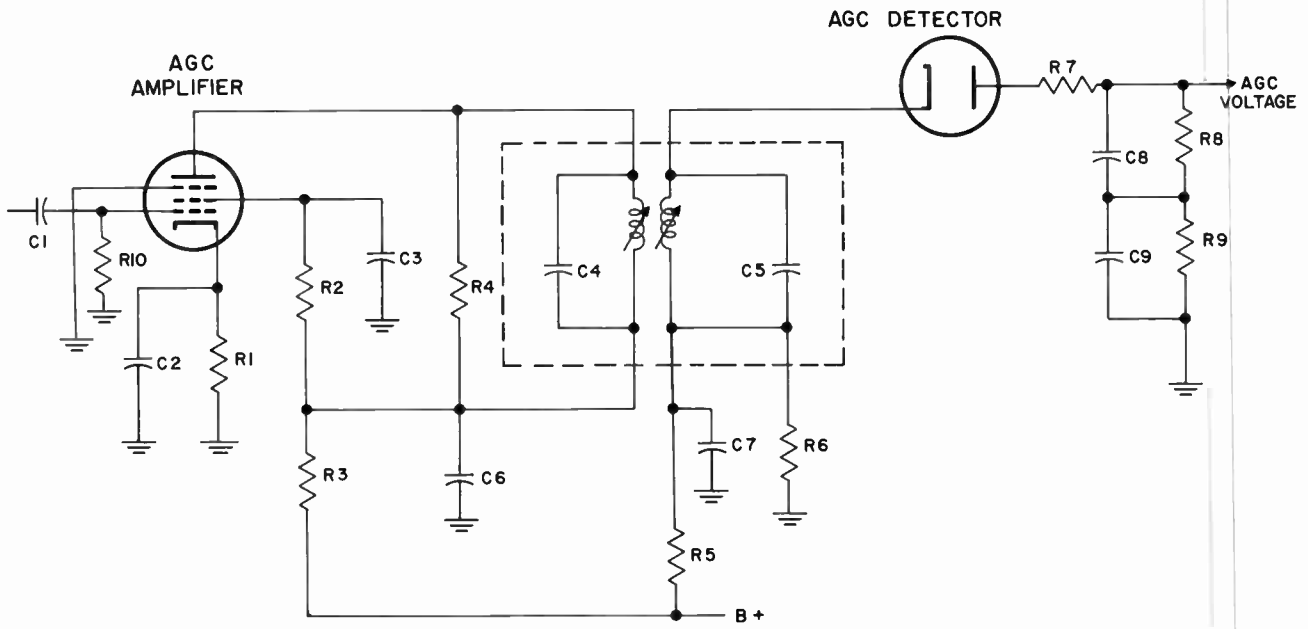 AGC DETECTOR
AGC
AMPLIFIER
R7
AGC
VOLTAGE
C8
R8
C1
R10
C3
R2
R4
C4
C5
C9
R9
C2
R1
R3
C6
C7
R6
R5
B+